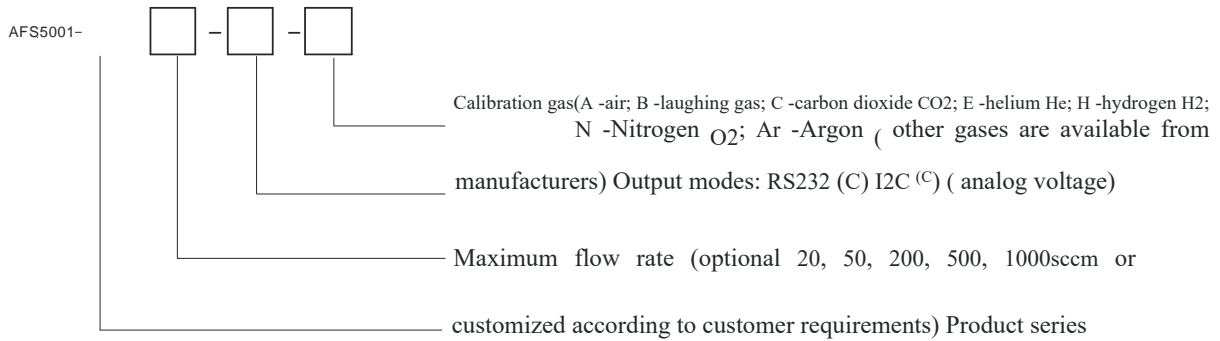 AFS5001- - -
Calibration gas(A -air; B -laughing gas; C -carbon dioxide CO2; E -helium He; H -hydrogen H2;
N -Nitrogen O2; Ar -Argon ( other gases are available from
manufacturers) Output modes: RS232 (C) I2C (C) ( analog voltage)
Maximum flow rate (optional 20, 50, 200, 500, 1000sccm or
customized according to customer requirements) Product series